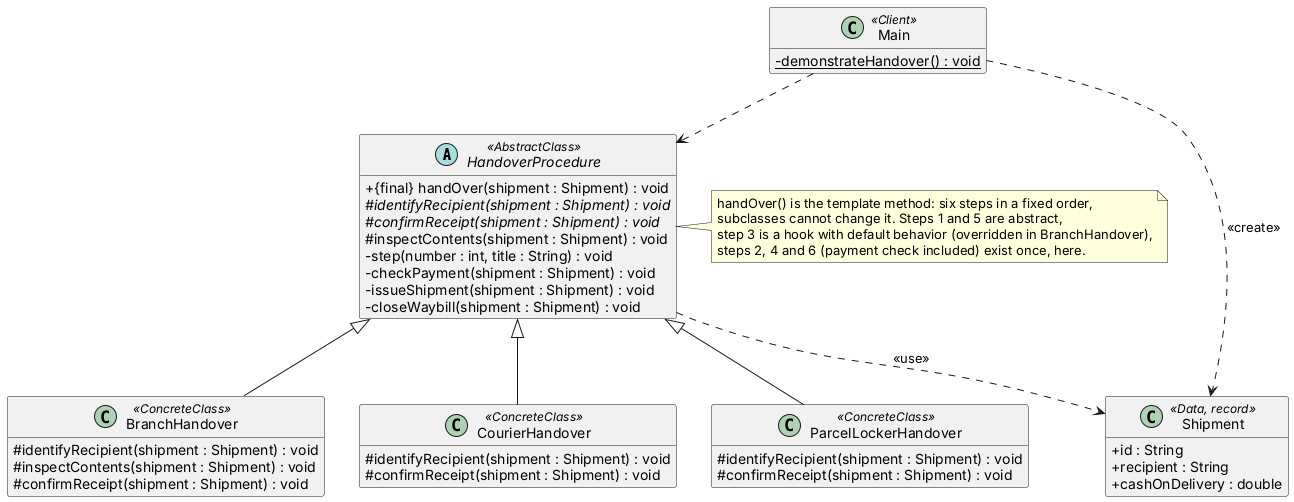 «Client»
C
Main
-demonstrateHandover() : void
«AbstractClass»
A
HandoverProcedure
+{final} handOver(shipment : Shipment) : void
#identifyRecipient(shipment : Shipment) : void
#confirmReceipt(shipment : Shipment) : void
#inspectContents(shipment : Shipment) : void
-step(number : int, title : String) : void
-checkPayment(shipment : Shipment) : void
-issueShipment(shipment : Shipment) : void
-closeWaybill(shipment : Shipment) : void
handOver() is the template method: six steps in a fixed order,
subclasses cannot change it. Steps 1 and 5 are abstract,
step 3 is a hook with default behavior (overridden in BranchHandover),
steps 2, 4 and 6 (payment check included) exist once, here.
«create»
«use»
«ConcreteClass»
C
BranchHandover
#identifyRecipient(shipment : Shipment) : void
#inspectContents(shipment : Shipment) : void
#confirmReceipt(shipment : Shipment) : void
«ConcreteClass»
C
CourierHandover
#identifyRecipient(shipment : Shipment) : void
#confirmReceipt(shipment : Shipment) : void
«ConcreteClass»
C
ParcelLockerHandover
#identifyRecipient(shipment : Shipment) : void
#confirmReceipt(shipment : Shipment) : void
«Data, record»
C
Shipment
+id : String
+recipient : String
+cashOnDelivery : double